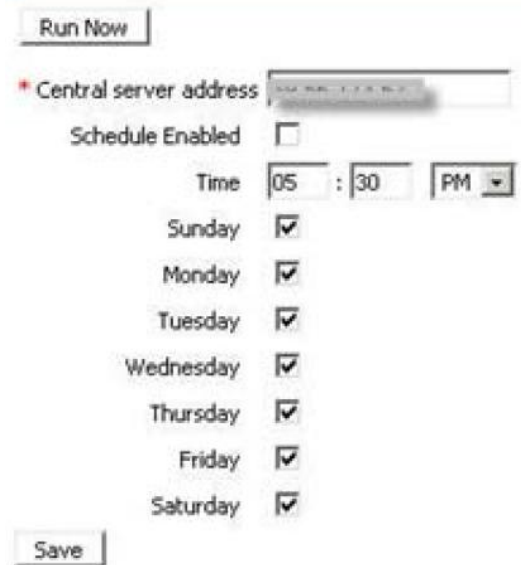 Run Now
* Central server address
Schedule Enabled
Time 05 : 30 PM
Sunday
Monday
Tuesday
Wednesday
Thursday
Friday
Saturday
Save